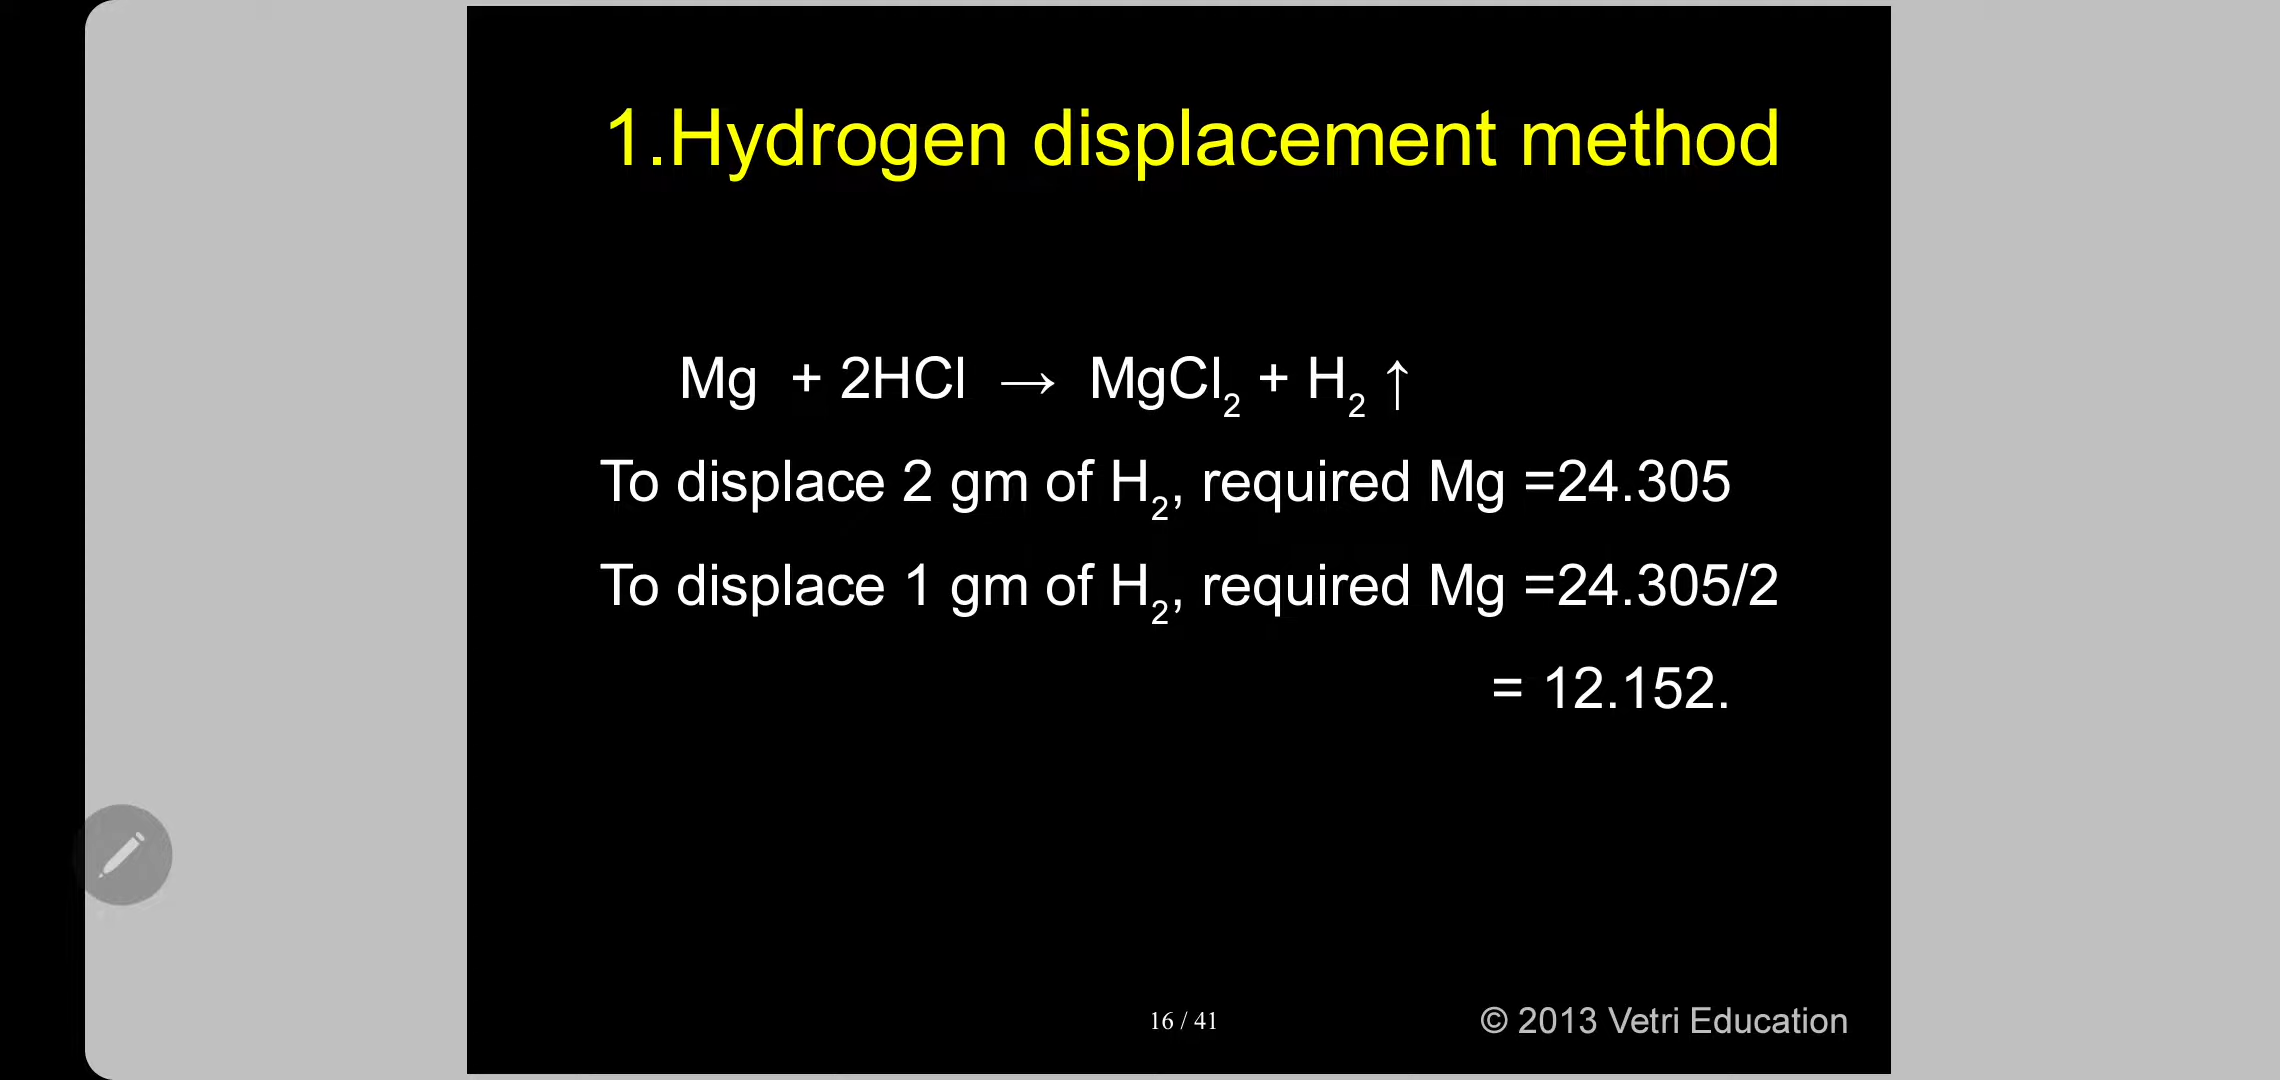 1.Hydrogen displacement method
Mg + 2HCl → MgCl₂ + H₂ ↑
To displace 2 gm of H₂, required Mg =24.305
To displace 1 gm of H₂, required Mg =24.305/2
= 12.152.
16 / 41
© 2013 Vetri Education